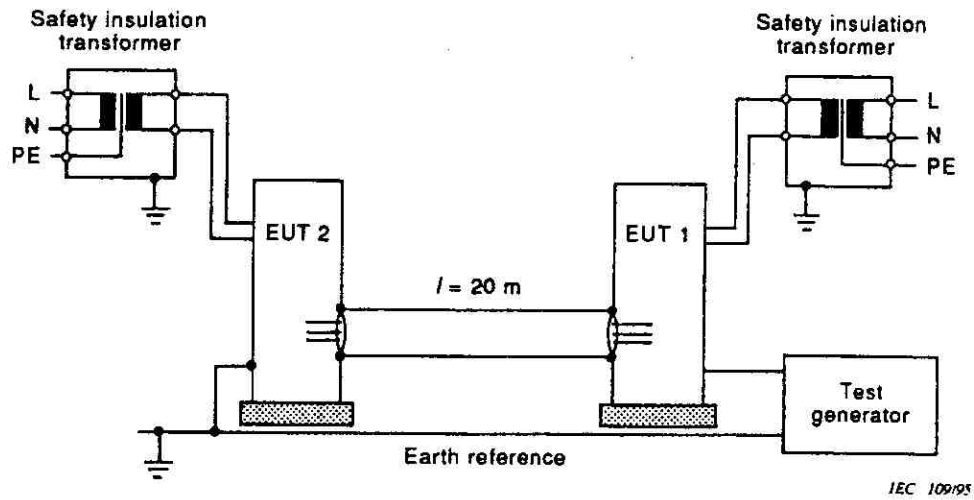 Safety insulation
transformer
Safety insulation
transformer
L
N
PE
L
N
PE
EUT 2
EUT 1
l = 20 m
Test
generator
Earth reference
IEC 109/95